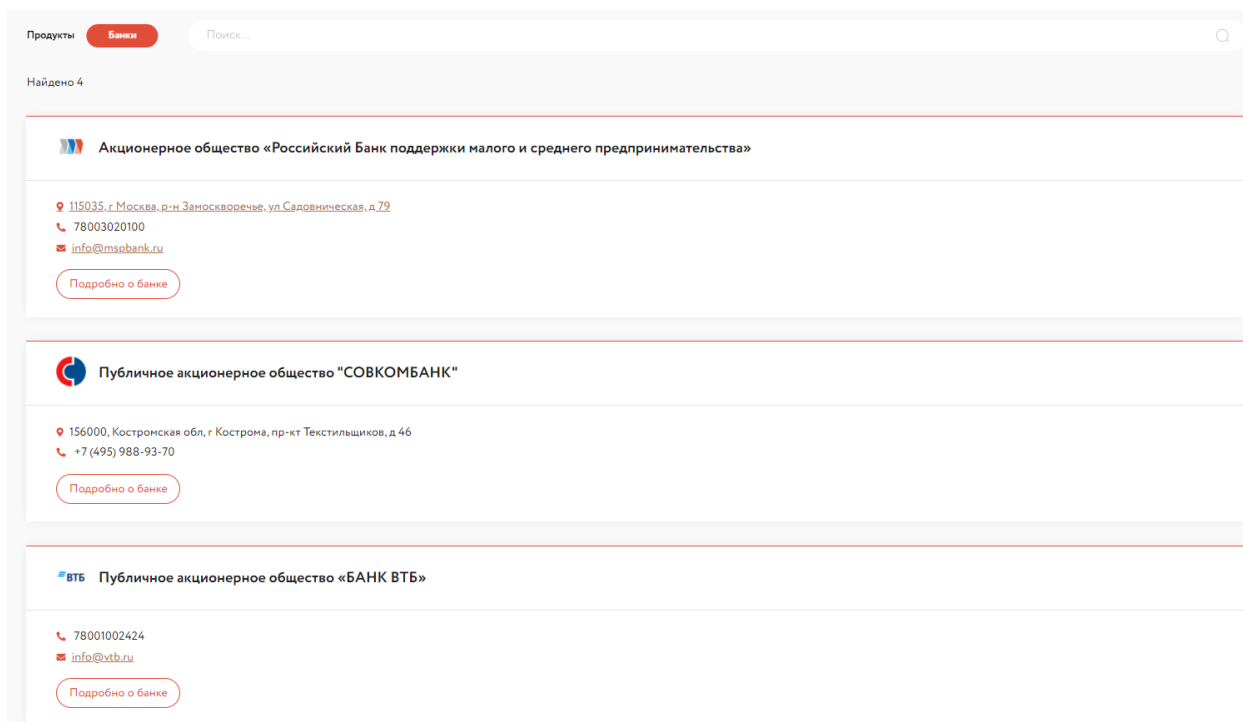 Продукты Банки Поиск...
Найдено 4
Акционерное общество «Российский Банк поддержки малого и среднего предпринимательства»
115035, г Москва, р-н Замоскворечье, ул Садовническая, д 79
78003020100
info@mspbank.ru
Подробно о банке
Публичное акционерное общество "СОВКОМБАНК"
156000, Костромская обл, г Кострома, пр-кт Текстильщиков, д 46
+7 (495) 988-93-70
Подробно о банке
ВТБ Публичное акционерное общество «БАНК ВТБ»
78001002424
info@vtb.ru
Подробно о банке